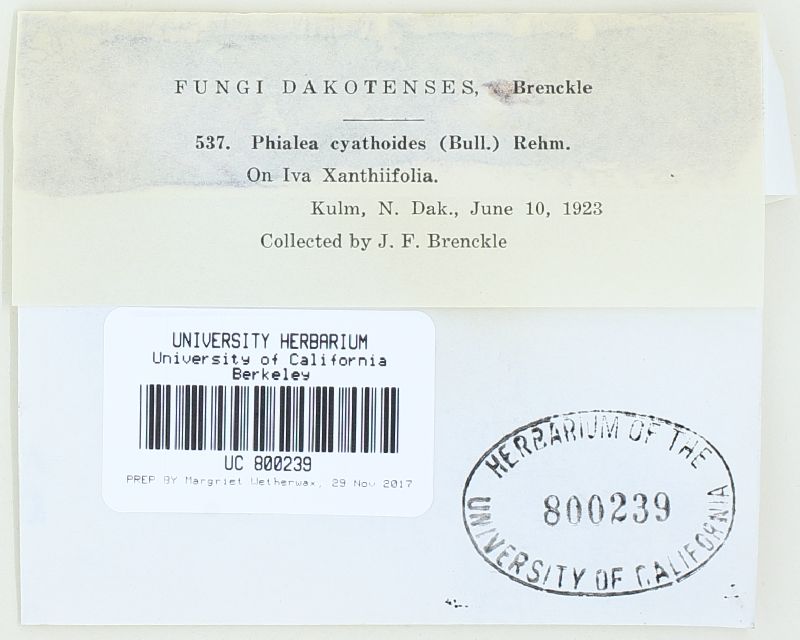 FUNGI DAKOTENSES, Brenckle
537. Phialea cyathoides (Bull.) Rehm.
On Iva Xanthiifolia.
Kulm, N. Dak., June 10, 1923
Collected by J. F. Brenckle
UNIVERSITY HERBARIUM
University of California
Berkeley
UC 800239
PREP BY Margriet Wetherwax, 29 Nov 2017
HERBARIUM OF THE
800239
UNIVERSITY OF CALIFORNIA